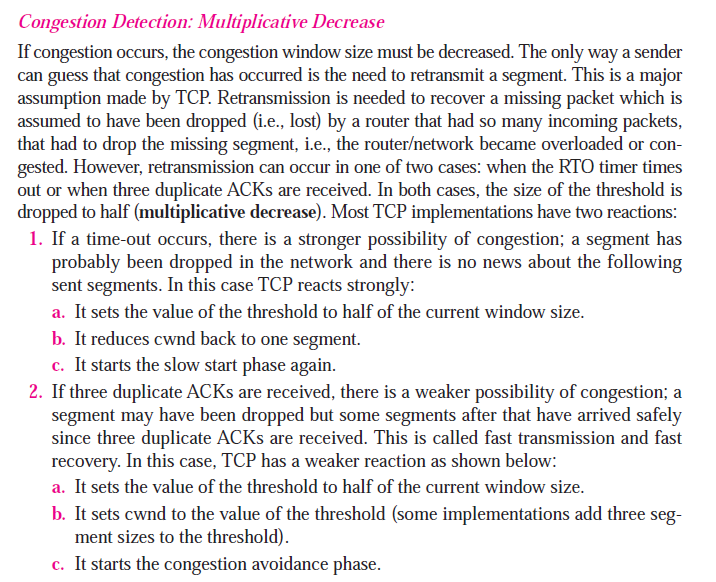 Congestion Detection: Multiplicative Decrease
If congestion occurs, the congestion window size must be decreased. The only way a sender
can guess that congestion has occurred is the need to retransmit a segment. This is a major
assumption made by TCP. Retransmission is needed to recover a missing packet which is
assumed to have been dropped (i.e., lost) by a router that had so many incoming packets,
that had to drop the missing segment, i.e., the router/network became overloaded or con-
gested. However, retransmission can occur in one of two cases: when the RTO timer times
out or when three duplicate ACKs are received. In both cases, the size of the threshold is
dropped to half (multiplicative decrease). Most TCP implementations have two reactions:
1. If a time-out occurs, there is a stronger possibility of congestion; a segment has
probably been dropped in the network and there is no news about the following
sent segments. In this case TCP reacts strongly:
a. It sets the value of the threshold to half of the current window size.
b. It reduces cwnd back to one segment.
c. It starts the slow start phase again.
2. If three duplicate ACKs are received, there is a weaker possibility of congestion; a
segment may have been dropped but some segments after that have arrived safely
since three duplicate ACKs are received. This is called fast transmission and fast
recovery. In this case, TCP has a weaker reaction as shown below:
a. It sets the value of the threshold to half of the current window size.
b. It sets cwnd to the value of the threshold (some implementations add three seg-
ment sizes to the threshold).
c. It starts the congestion avoidance phase.